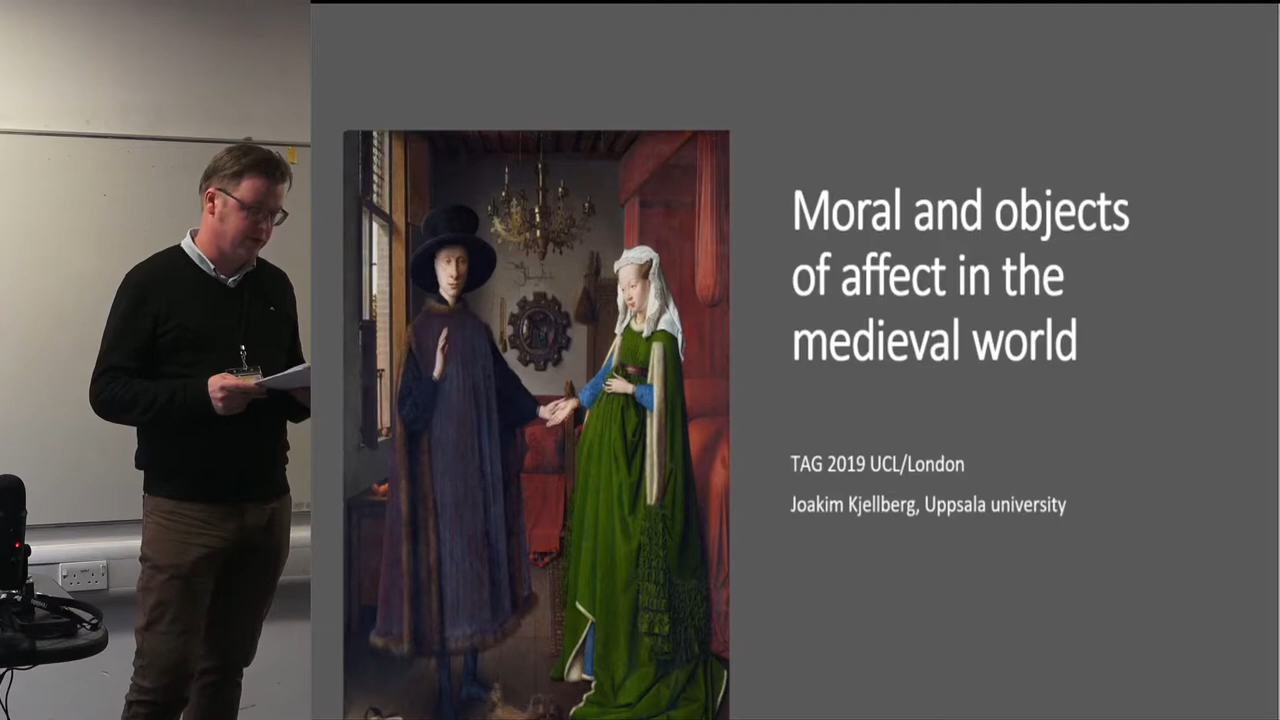 Moral and objects
of affect in the
medieval world
TAG 2019 UCL/London
Joakim Kjellberg, Uppsala university